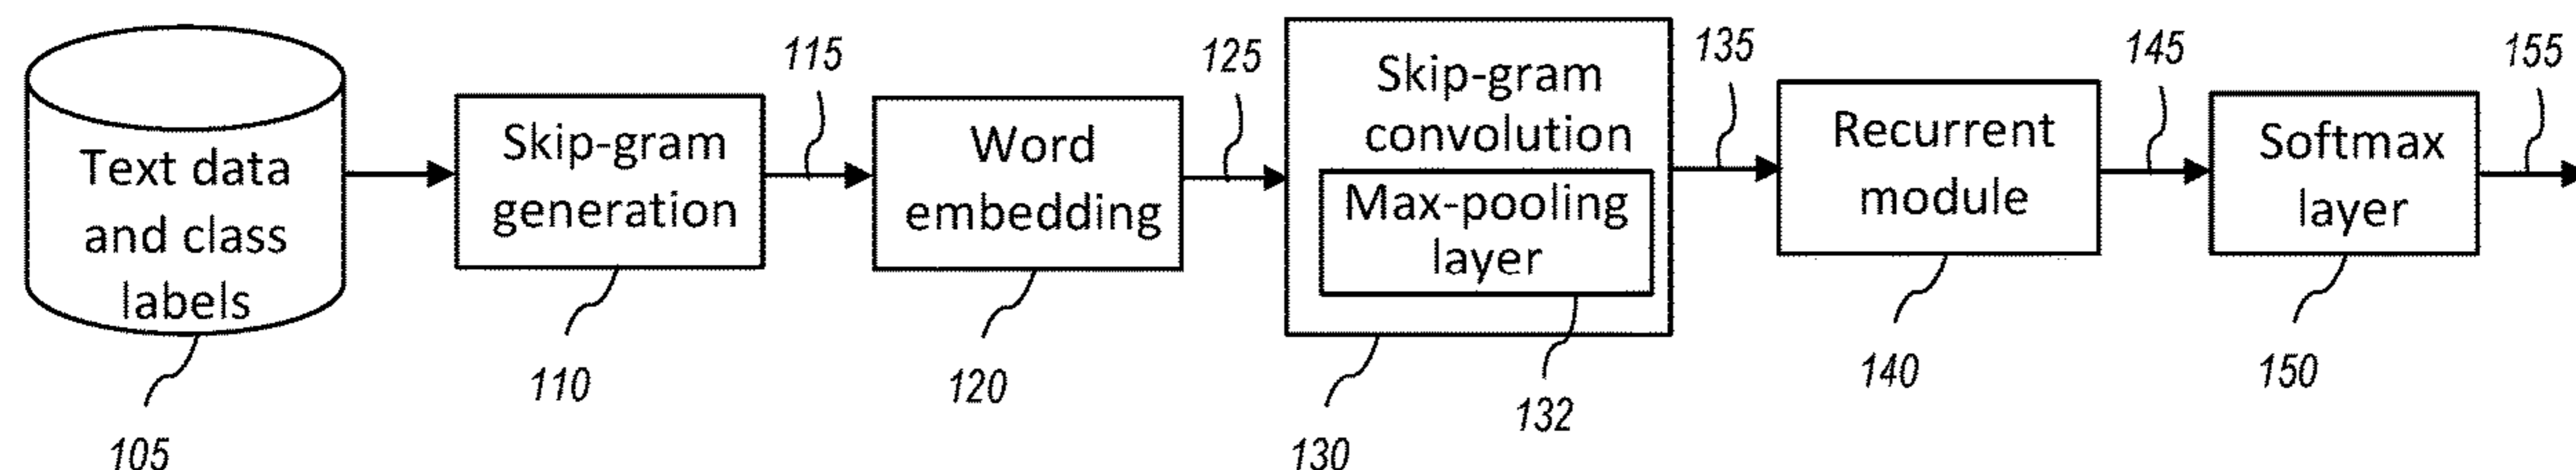 Text data
and class
labels
105
Skip-gram
generation
110
115
Word
embedding
120
125
Skip-gram
convolution
Max-pooling
layer
132
130
135
Recurrent
module
140
145
Softmax
layer
150
155